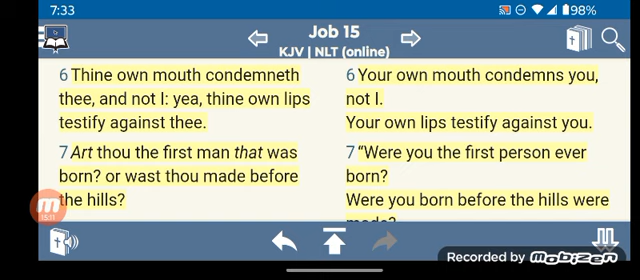 7:33
98%
Job 15
KJV | NLT (online)
6 Thine own mouth condemneth
thee, and not I: yea, thine own lips
testify against thee.
7 Art thou the first man that was
born? or wast thou made before
the hills?
6 Your own mouth condemns you,
not I.
Your own lips testify against you.
7 “Were you the first person ever
born?
Were you born before the hills were
made?
M
15:11
Recorded by mobizen